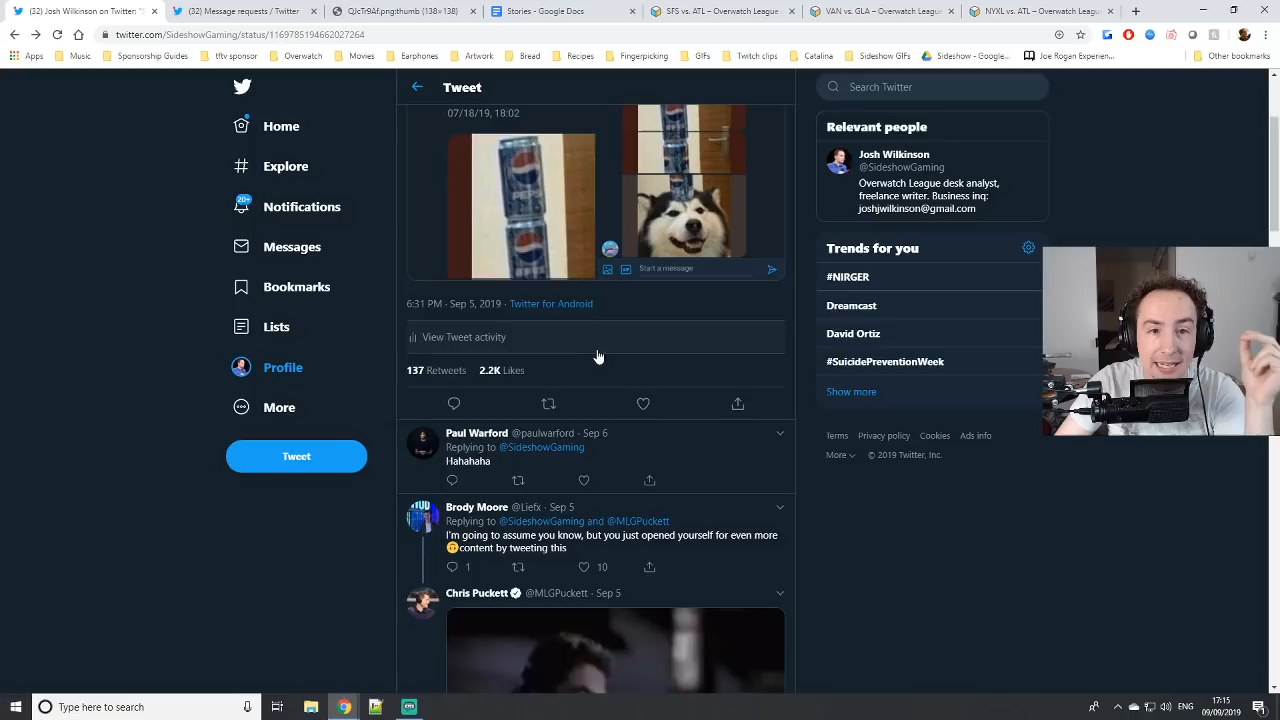 (32) Josh Wilkinson on Twitter: "S
(32) Message requests / Twitter
QJcTr9Af.png:thumb (138×138)
Stories - Google Docs
SFS vs. ATL – Overwatch League
VAN vs. GLA – Overwatch League
NYXL vs. ATL – Overwatch League
twitter.com/SideshowGaming/status/1169785194662027264
Apps
Music
Sponsorship Guides
tftv sponsor
Overwatch
Movies
Earphones
Artwork
Bread
Recipes
Fingerpicking
GIFs
Twitch clips
Catalina
Sideshow GIFs
Sideshow - Google...
Joe Rogan Experien...
Other bookmarks
Home
Explore
20+
Notifications
Messages
Bookmarks
Lists
Profile
More
Tweet
Tweet
07/18/19, 18:02
Start a message
6:31 PM · Sep 5, 2019 · Twitter for Android
View Tweet activity
137 Retweets 2.2K Likes
Paul Warford @paulwarford · Sep 6
Replying to @SideshowGaming
Hahahaha
Brody Moore @Liefx · Sep 5
Replying to @SideshowGaming and @MLGPuckett
I'm going to assume you know, but you just opened yourself for even more
🙃content by tweeting this
1 10
Chris Puckett @MLGPuckett · Sep 5
Search Twitter
Relevant people
Josh Wilkinson
@SideshowGaming
Overwatch League desk analyst,
freelance writer. Business inq:
joshjwilkinson@gmail.com
Trends for you
#NIRGER
Dreamcast
David Ortiz
#SuicidePreventionWeek
Show more
Terms Privacy policy Cookies Ads info
More © 2019 Twitter, Inc.
Type here to search
ENG
17:15
09/09/2019